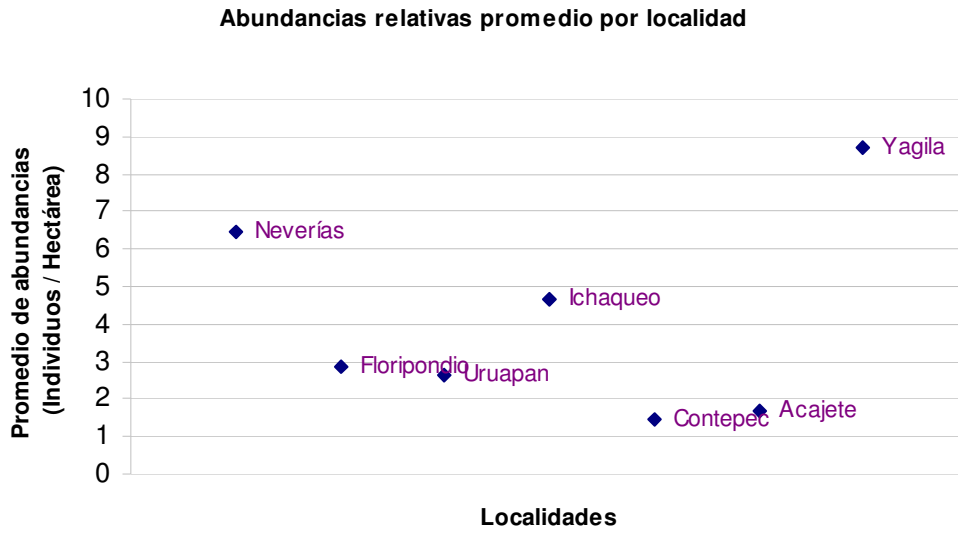 Abundancias relativas promedio por localidad
Promedio de abundancias
(Individuos / Hectárea)
10
9
8
7
6
5
4
3
2
1
0
Yagila
Neverías
Ichaqueo
Floripondio
Uruapan
Contepec
Acajete
Localidades